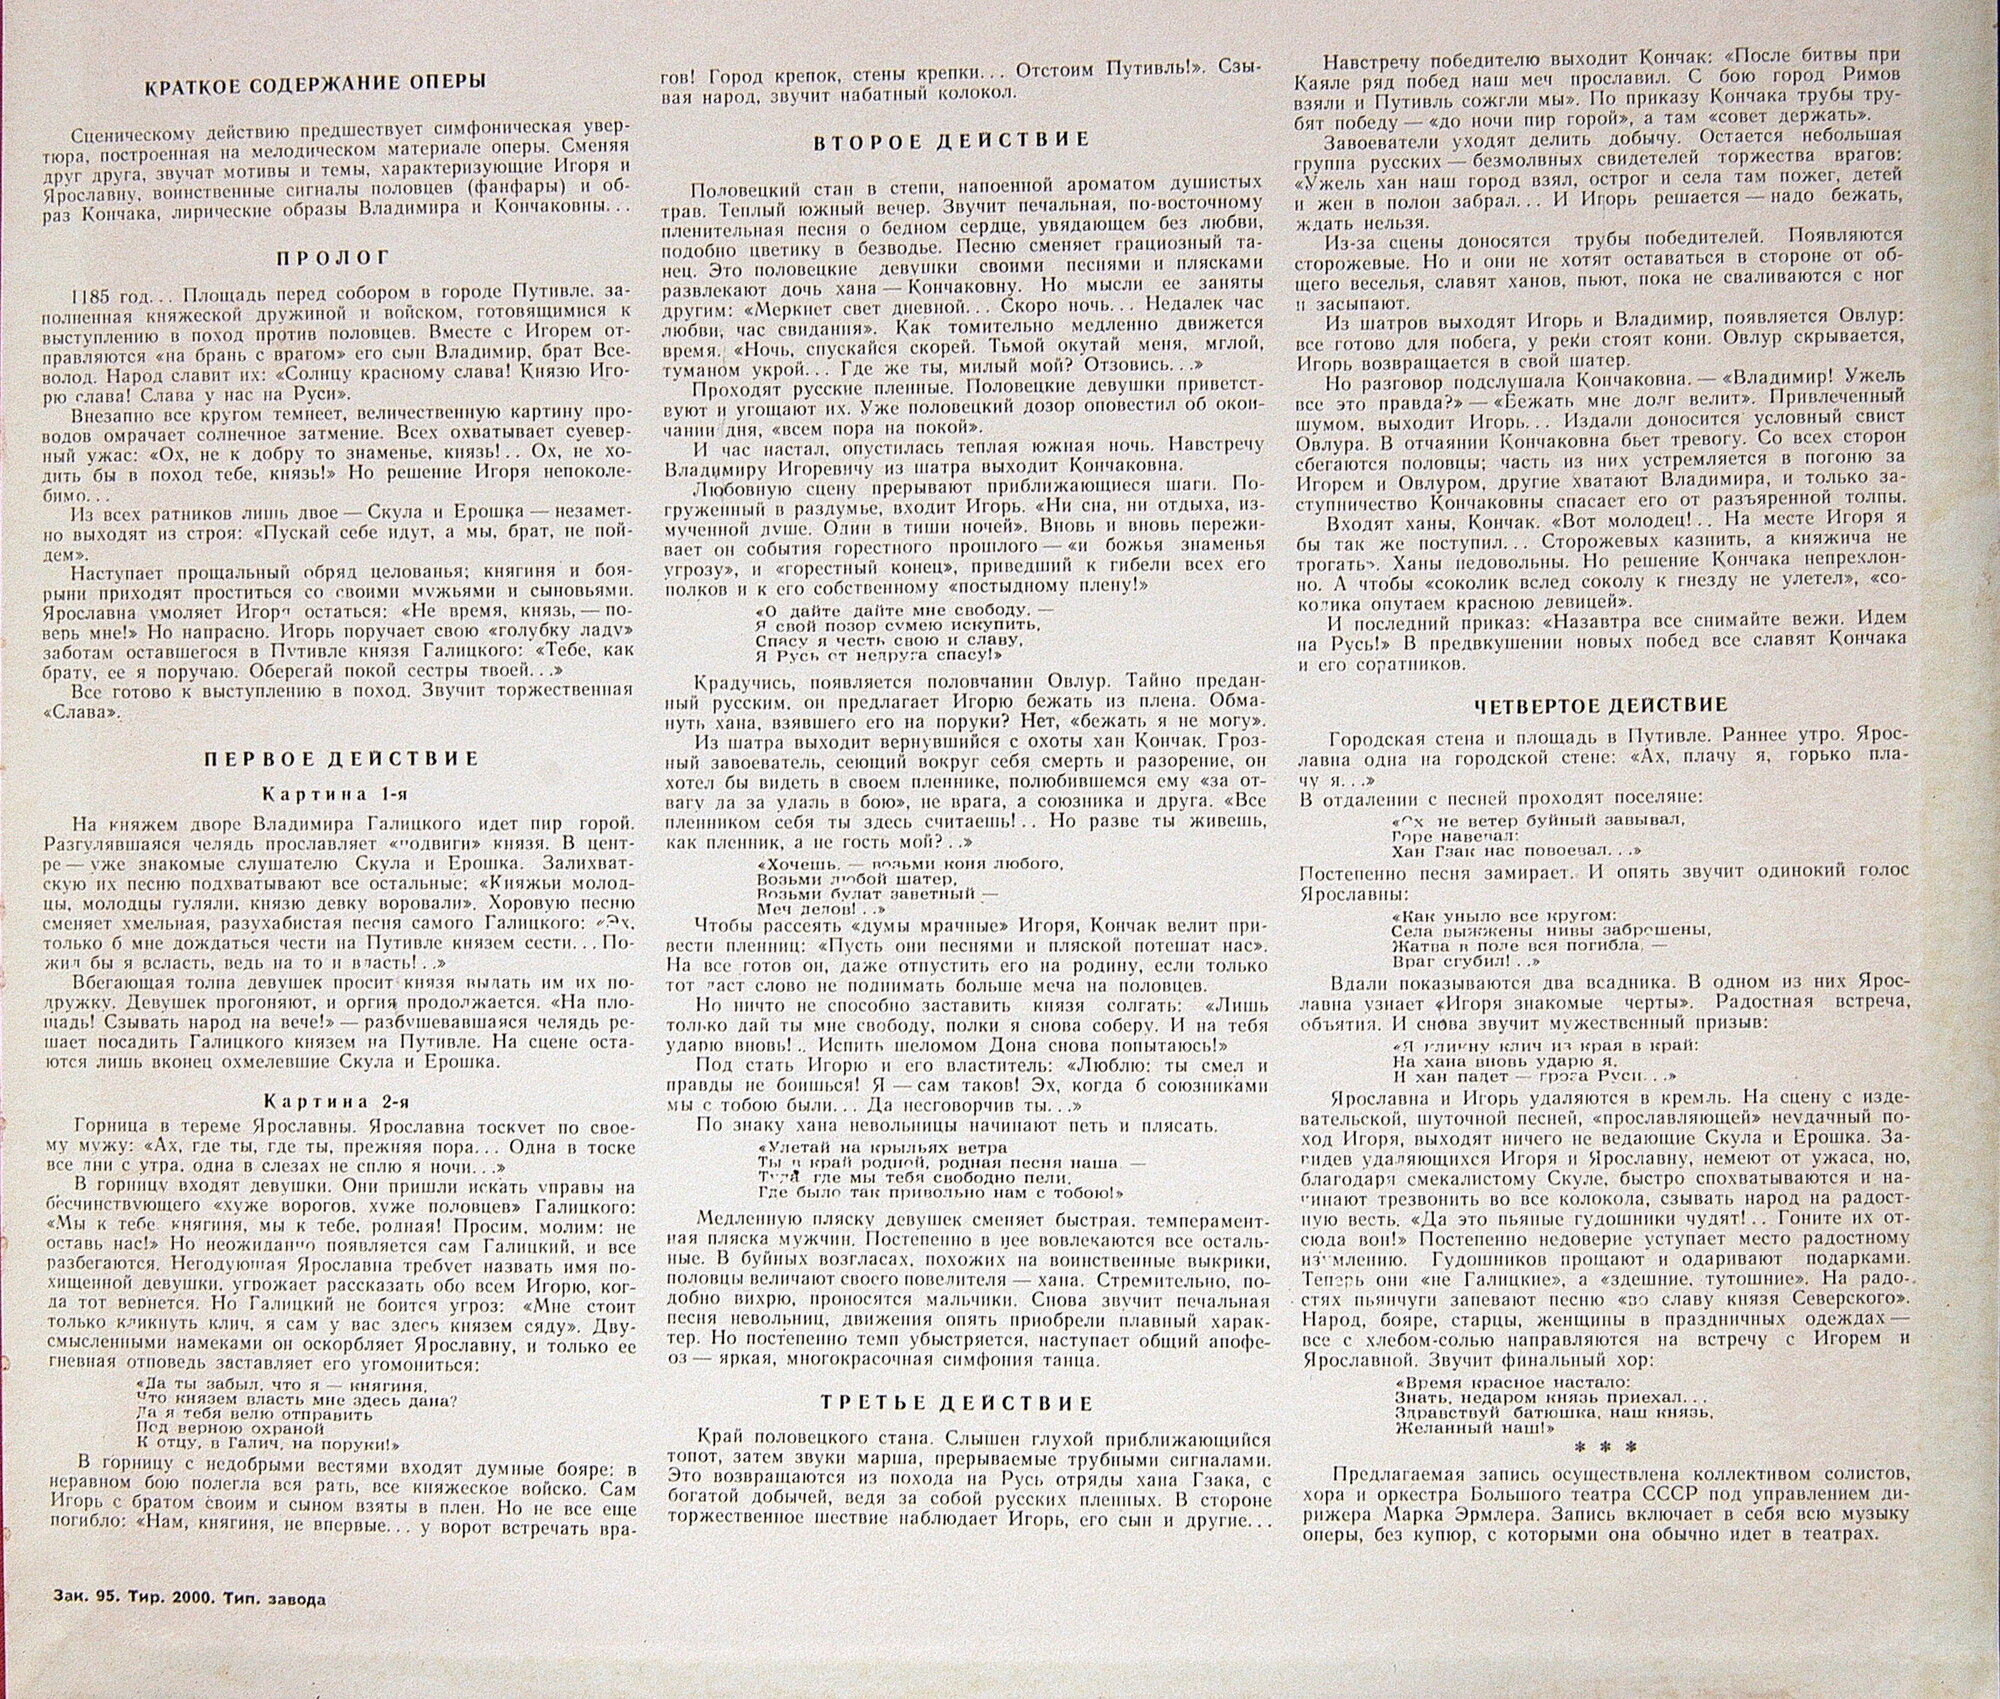 КРАТКОЕ СОДЕРЖАНИЕ ОПЕРЫ
Сценическому действию предшествует симфоническая увер-
тюра, построенная на мелодическом материале оперы. Сменяя
друг друга, звучат мотивы и темы, характеризующие Игоря и
Ярославну, воинственные сигналы половцев (фанфары) и об-
раз Кончака, лирические образы Владимира и Кончаковны...
ПРОЛОГ
1185 год... Площадь перед собором в городе Путивле, за-
полненная княжеской дружиной и войском, готовящимися к
выступлению в поход против половцев. Вместе с Игорем от-
правляются «на брань с врагом» его сын Владимир, брат Все-
волод. Народ славит их: «Солнцу красному слава! Князю Иго-
рю слава! Слава у нас на Руси».
Внезапно все кругом темнеет, величественную картину про-
водов омрачает солнечное затмение. Всех охватывает суевер-
ный ужас: «Ох, не к добру то знаменье, князь!.. Ох, не хо-
дить бы в поход тебе, князь!» Но решение Игоря непоколе-
бимо...
Из всех ратников лишь двое — Скула и Ерошка — незамет-
но выходят из строя: «Пускай себе идут, а мы, брат, не пой-
дем».
Наступает прощальный обряд целованья; княгиня и боя-
рыни приходят проститься со своими мужьями и сыновьями.
Ярославна умоляет Игоря остаться: «Не время, князь, — по-
верь мне!» Но напрасно. Игорь поручает свою «голубку ладу»
заботам оставшегося в Путивле князя Галицкого: «Тебе, как
брату, ее я поручаю. Оберегай покой сестры твоей...»
Все готово к выступлению в поход. Звучит торжественная
«Слава».
ПЕРВОЕ ДЕЙСТВИЕ
Картина 1-я
На княжем дворе Владимира Галицкого идет пир горой.
Разгулявшаяся челядь прославляет «подвиги» князя. В цент-
ре — уже знакомые слушателю Скула и Ерошка. Залихват-
скую их песню подхватывают все остальные: «Княжьи молод-
цы, молодцы гуляли, князю девку воровали». Хоровую песню
сменяет хмельная, разухабистая песня самого Галицкого: «Эх,
только б мне дождаться чести на Путивле князем сести... По-
жил бы я всласть, ведь на то и власть!..»
Вбегающая толпа девушек просит князя выдать им их по-
дружку. Девушек прогоняют, и оргия продолжается. «На пло-
щадь! Сзывать народ на вече!» — разбушевавшаяся челядь ре-
шает посадить Галицкого князем на Путивле. На сцене оста-
ются лишь вконец охмелевшие Скула и Ерошка.
Картина 2-я
Горница в тереме Ярославны. Ярославна тоскует по свое-
му мужу: «Ах, где ты, где ты, прежняя пора... Одна в тоске
все дни с утра, одна в слезах не сплю я ночи...»
В горницу входят девушки. Они пришли искать управы на
бесчинствующего «хуже ворогов, хуже половцев» Галицкого:
«Мы к тебе княгиня, мы к тебе, родная! Просим, молим: не
оставь нас!» Но неожиданно появляется сам Галицкий, и все
разбегаются. Негодующая Ярославна требует назвать имя по-
хищенной девушки, угрожает рассказать обо всем Игорю, ког-
да тот вернется. Но Галицкий не боится угроз: «Мне стоит
только кликнуть клич, я сам у вас здесь князем сяду». Дву-
смысленными намеками он оскорбляет Ярославну, и только ее
гневная отповедь заставляет его угомониться:
«Да ты забыл, что я — княгиня,
Что князем власть мне здесь дана?
Да я тебя велю отправить
Под верною охраной
К отцу, в Галич, на поруки!»
В горницу с недобрыми вестями входят думные бояре: в
неравном бою полегла вся рать, все княжеское войско. Сам
Игорь с братом своим и сыном взяты в плен. Но не все еще
погибло: «Нам, княгиня, не впервые... у ворот встречать вра-
Зак. 95. Тир. 2000. Тип. завода
гов! Город крепок, стены крепки... Отстоим Путивль!». Сзы-
вая народ, звучит набатный колокол.
ВТОРОЕ ДЕЙСТВИЕ
Половецкий стан в степи, напоенной ароматом душистых
трав. Теплый южный вечер. Звучит печальная, по-восточному
пленительная песня о бедном сердце, увядающем без любви,
подобно цветику в безводье. Песню сменяет грациозный та-
нец. Это половецкие девушки своими песнями и плясками
развлекают дочь хана — Кончаковну. Но мысли ее заняты
другим: «Меркнет свет дневной... Скоро ночь... Недалек час
любви, час свидания». Как томительно медленно движется
время. «Ночь, спускайся скорей. Тьмой окутай меня, мглой,
туманом укрой... Где же ты, милый мой? Отзовись...»
Проходят русские пленные. Половецкие девушки приветст-
вуют и угощают их. Уже половецкий дозор оповестил об окон-
чании дня, «всем пора на покой».
И час настал, опустилась теплая южная ночь. Навстречу
Владимиру Игоревичу из шатра выходит Кончаковна.
Любовную сцену прерывают приближающиеся шаги. По-
груженный в раздумье, входит Игорь. «Ни сна, ни отдыха, из-
мученной душе. Один в тиши ночей». Вновь и вновь пережи-
вает он события горестного прошлого — «и божья знаменья
угрозу», и «горестный конец», приведший к гибели всех его
полков и к его собственному «постыдному плену!»
«О дайте дайте мне свободу, —
Я свой позор сумею искупить,
Спасу я честь свою и славу,
Я Русь от недруга спасу!»
Крадучись, появляется половчанин Овлур. Тайно предан-
ный русским, он предлагает Игорю бежать из плена. Обма-
нуть хана, взявшего его на поруки? Нет, «бежать я не могу».
Из шатра выходит вернувшийся с охоты хан Кончак. Гроз-
ный завоеватель, сеющий вокруг себя смерть и разорение, он
хотел бы видеть в своем пленнике, полюбившемся ему «за от-
вагу да за удаль в бою», не врага, а союзника и друга. «Все
пленником себя ты здесь считаешь!.. Но разве ты живешь,
как пленник, а не гость мой?..»
«Хочешь, — возьми коня любого,
Возьми любой шатер,
Возьми булат заветный —
Меч дедов!..»
Чтобы рассеять «думы мрачные» Игоря, Кончак велит при-
вести пленниц: «Пусть они песнями и пляской потешат нас».
На все готов он, даже отпустить его на родину, если только
тот даст слово не поднимать больше меча на половцев.
Но ничто не способно заставить князя солгать: «Лишь
только дай ты мне свободу, полки я снова соберу. И на тебя
ударю вновь!.. Испить шеломом Дона снова попытаюсь!»
Под стать Игорю и его властитель: «Люблю: ты смел и
правды не боишься! Я — сам таков! Эх, когда б союзниками
мы с тобою были... Да несговорчив ты...»
По знаку хана невольницы начинают петь и плясать.
«Улетай на крыльях ветра
Ты в край родной, родная песня наша —
Туда где мы тебя свободно пели,
Где было так привольно нам с тобою!»
Медленную пляску девушек сменяет быстрая, темперамент-
ная пляска мужчин. Постепенно в нее вовлекаются все осталь-
ные. В буйных возгласах, похожих на воинственные выкрики,
половцы величают своего повелителя — хана. Стремительно, по-
добно вихрю, проносятся мальчики. Снова звучит печальная
песня невольниц, движения опять приобрели плавный харак-
тер. Но постепенно темп убыстряется, наступает общий апофе-
оз — яркая, многокрасочная симфония танца.
ТРЕТЬЕ ДЕЙСТВИЕ
Край половецкого стана. Слышен глухой приближающийся
топот, затем звуки марша, прерываемые трубными сигналами.
Это возвращаются из похода на Русь отряды хана Гзака, с
богатой добычей, ведя за собой русских пленных. В стороне
торжественное шествие наблюдает Игорь, его сын и другие...
Навстречу победителю выходит Кончак: «После битвы при
Каяле ряд побед наш меч прославил. С бою город Римов
взяли и Путивль сожгли мы». По приказу Кончака трубы тру-
бят победу — «до ночи пир горой», а там «совет держать».
Завоеватели уходят делить добычу. Остается небольшая
группа русских — безмолвных свидетелей торжества врагов:
«Ужель хан наш город взял, острог и села там пожег, детей
и жен в полон забрал... И Игорь решается — надо бежать,
ждать нельзя.
Из-за сцены доносятся трубы победителей. Появляются
сторожевые. Но и они не хотят оставаться в стороне от об-
щего веселья, славят ханов, пьют, пока не сваливаются с ног
и засыпают.
Из шатров выходят Игорь и Владимир, появляется Овлур:
все готово для побега, у реки стоят кони. Овлур скрывается,
Игорь возвращается в свой шатер.
Но разговор подслушала Кончаковна. — «Владимир! Ужель
все это правда?» — «Бежать мне долг велит». Привлеченный
шумом, выходит Игорь... Издали доносится условный свист
Овлура. В отчаянии Кончаковна бьет тревогу. Со всех сторон
сбегаются половцы; часть из них устремляется в погоню за
Игорем и Овлуром, другие хватают Владимира, и только за-
ступничество Кончаковны спасает его от разъяренной толпы.
Входят ханы, Кончак. «Вот молодец!.. На месте Игоря я
бы так же поступил... Сторожевых казнить, а княжича не
трогать». Ханы недовольны. Но решение Кончака непреклон-
но. А чтобы «соколик вслед соколу к гнезду не улетел», «со-
колика опутаем красною девицей».
И последний приказ: «Назавтра все снимайте вежи. Идем
на Русь!» В предвкушении новых побед все славят Кончака
и его соратников.
ЧЕТВЕРТОЕ ДЕЙСТВИЕ
Городская стена и площадь в Путивле. Раннее утро. Ярос-
лавна одна на городской стене: «Ах, плачу я, горько пла-
чу я...»
В отдалении с песней проходят поселяне:
«Ох не ветер буйный завывал,
Горе навевал:
Хан Гзак нас повоевал...»
Постепенно песня замирает. И опять звучит одинокий голос
Ярославны:
«Как уныло все кругом:
Села выжжены нивы заброшены,
Жатва в поле вся погибла, —
Враг сгубил!..»
Вдали показываются два всадника. В одном из них Ярос-
лавна узнает «Игоря знакомые черты». Радостная встреча,
объятия. И снова звучит мужественный призыв:
«Я кликну клич из края в край:
На хана вновь ударю я,
И хан падет — гроза Руси...»
Ярославна и Игорь удаляются в кремль. На сцену с изде-
вательской, шуточной песней, «прославляющей» неудачный по-
ход Игоря, выходят ничего не ведающие Скула и Ерошка. За-
видев удаляющихся Игоря и Ярославну, немеют от ужаса, но,
благодаря смекалистому Скуле, быстро спохватываются и на-
чинают трезвонить во все колокола, сзывать народ на радост-
ную весть. «Да это пьяные гудошники чудят!.. Гоните их от-
сюда вон!» Постепенно недоверие уступает место радостному
изумлению. Гудошников прощают и одаривают подарками.
Теперь они «не Галицкие», а «здешние, тутошние». На радо-
стях пьянчуги запевают песню «во славу князя Северского».
Народ, бояре, старцы, женщины в праздничных одеждах —
все с хлебом-солью направляются на встречу с Игорем и
Ярославной. Звучит финальный хор:
«Время красное настало:
Знать, недаром князь приехал...
Здравствуй батюшка, наш князь,
Желанный наш!»
* * *
Предлагаемая запись осуществлена коллективом солистов,
хора и оркестра Большого театра СССР под управлением ди-
рижера Марка Эрмлера. Запись включает в себя всю музыку
оперы, без купюр, с которыми она обычно идет в театрах.